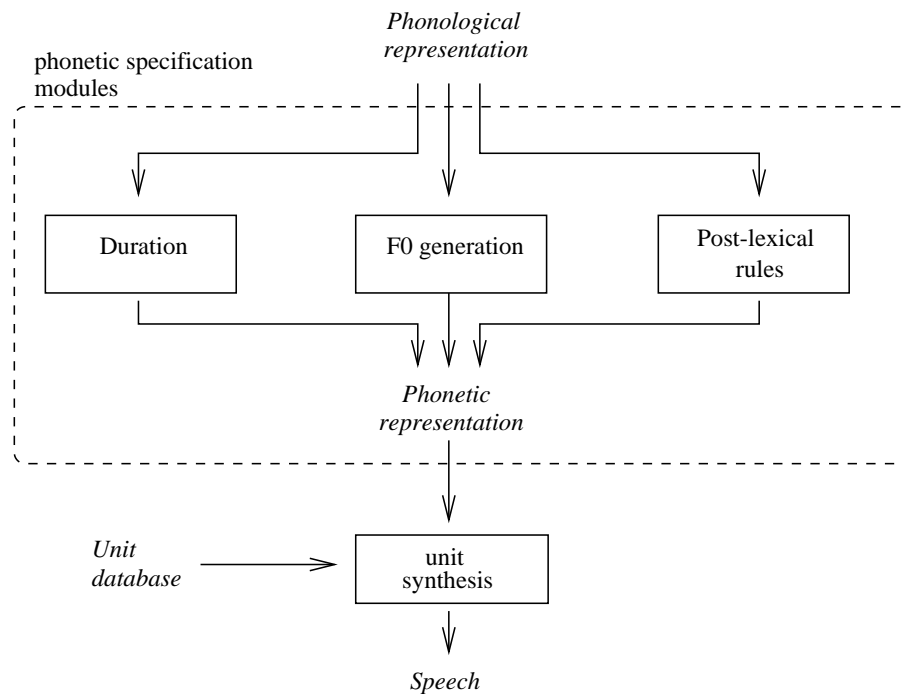 Phonological
representation
phonetic specification
modules
Duration
F0 generation
Post-lexical
rules
Phonetic
representation
Unit
database
unit
synthesis
Speech